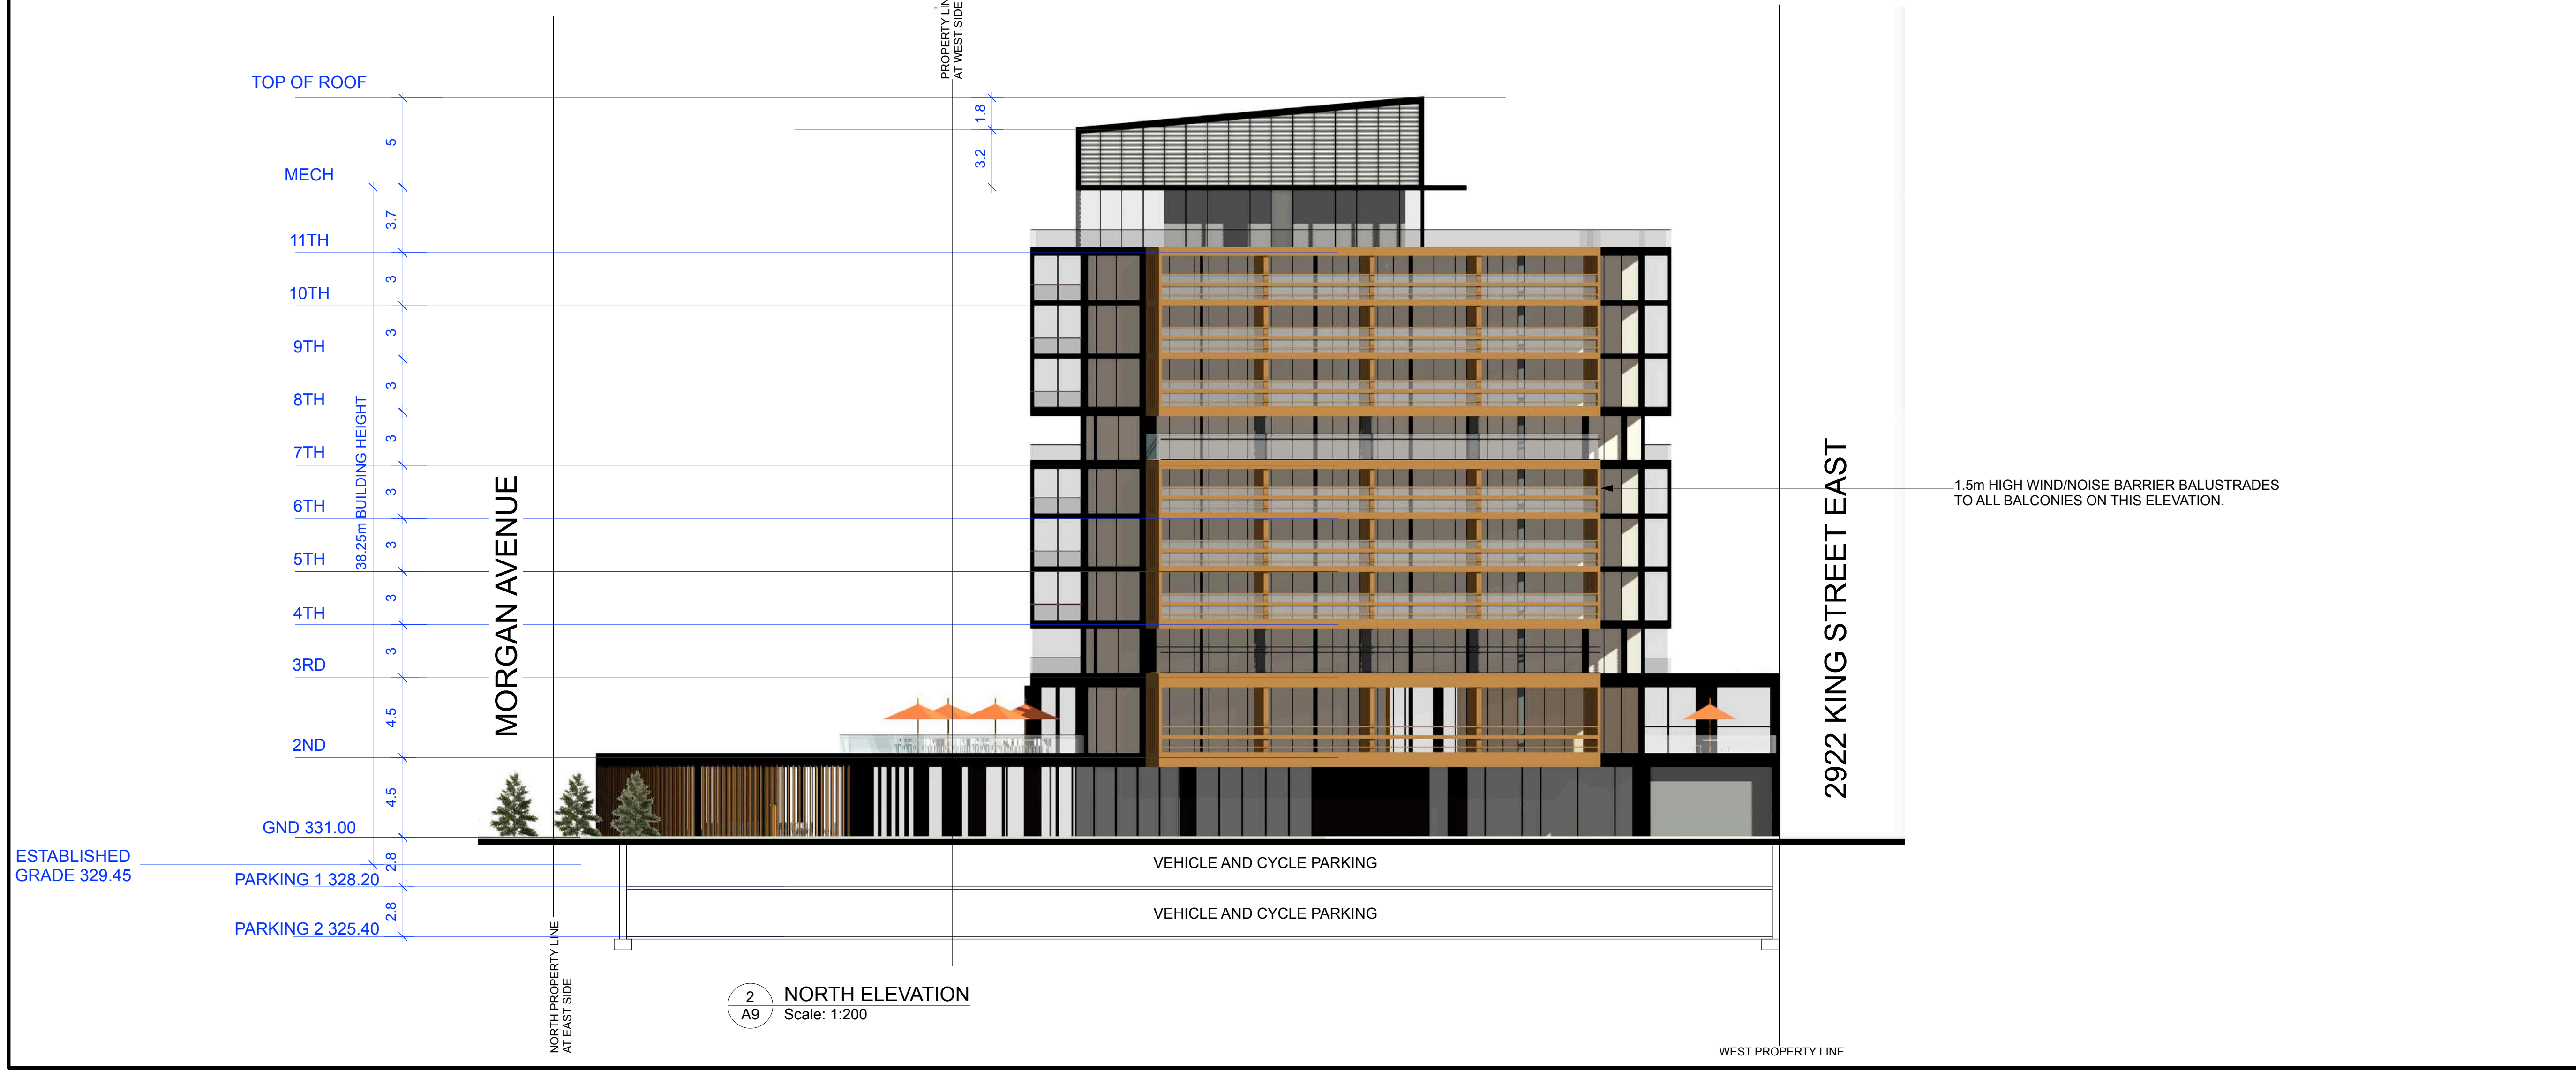 PROPERTY LIN
AT WEST SIDE
TOP OF ROOF
5
1.8
3.2
MECH
3.7
11TH
3
10TH
3
9TH
3
8TH
3
7TH
3
6TH
3
5TH
3
4TH
3
3RD
4.5
2ND
4.5
GND 331.00
38.25m BUILDING HEIGHT
ESTABLISHED
GRADE 329.45
2.8
PARKING 1 328.20
2.8
PARKING 2 325.40
MORGAN AVENUE
2922 KING STREET EAST
1.5m HIGH WIND/NOISE BARRIER BALUSTRADES
TO ALL BALCONIES ON THIS ELEVATION.
VEHICLE AND CYCLE PARKING
VEHICLE AND CYCLE PARKING
NORTH PROPERTY LINE
AT EAST SIDE
2
A9
NORTH ELEVATION
Scale: 1:200
WEST PROPERTY LINE